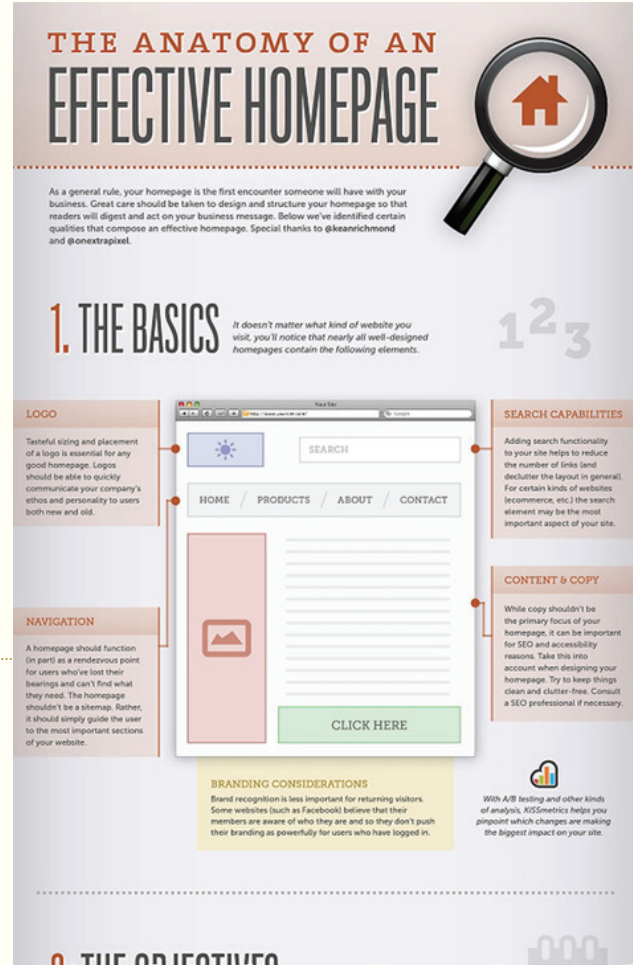 THE ANATOMY OF AN
EFFECTIVE HOMEPAGE
As a general rule, your homepage is the first encounter someone will have with your
business. Great care should be taken to design and structure your homepage so that
readers will digest and act on your business message. Below we've identified certain
qualities that compose an effective homepage. Special thanks to @keanrichmond
and @onextrapixel.
1. THE BASICS
It doesn't matter what kind of website you
visit, you'll notice that nearly all well-designed
homepages contain the following elements.
123
LOGO
Tasteful sizing and placement
of a logo is essential for any
good homepage. Logos
should be able to quickly
communicate your company's
ethos and personality to users
both new and old.
NAVIGATION
A homepage should function
(in part) as a rendezvous point
for users who've lost their
bearings and can't find what
they need. The homepage
shouldn't be a sitemap. Rather,
it should simply guide the user
to the most important sections
of your website.
Your Site
Google
SEARCH
HOME / PRODUCTS / ABOUT / CONTACT
CLICK HERE
SEARCH CAPABILITIES
Adding search functionality
to your site helps to reduce
the number of links (and
declutter the layout in general).
For certain kinds of websites
(ecommerce, etc.) the search
element may be the most
important aspect of your site.
CONTENT & COPY
While copy shouldn't be
the primary focus of your
homepage, it can be important
for SEO and accessibility
reasons. Take this into
account when designing your
homepage. Try to keep things
clean and clutter-free. Consult
a SEO professional if necessary.
BRANDING CONSIDERATIONS
Brand recognition is less important for returning visitors.
Some websites (such as Facebook) believe that their
members are aware of who they are and so they don't push
their branding as powerfully for users who have logged in.
With A/B testing and other kinds
of analysis, KISSmetrics helps you
pinpoint which changes are making
the biggest impact on your site.
2. THE OBJECTIVES